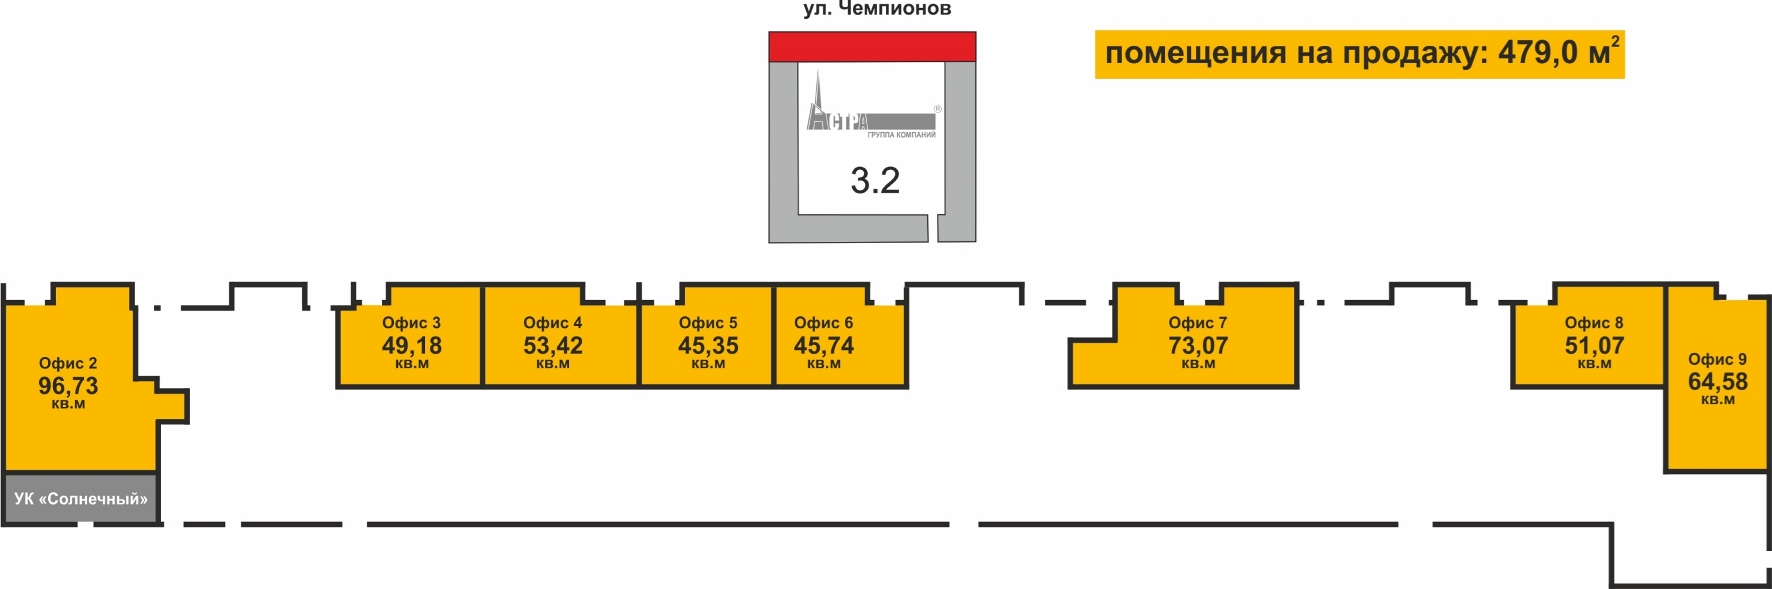 ул. Чемпионов
помещения на продажу: 479,0 м²
АСТРА®
ГРУППА КОМПАНИЙ
3.2
Офис 2
96,73
кв.м
УК «Солнечный»
Офис 3
49,18
кв.м
Офис 4
53,42
кв.м
Офис 5
45,35
кв.м
Офис 6
45,74
кв.м
Офис 7
73,07
кв.м
Офис 8
51,07
кв.м
Офис 9
64,58
кв.м